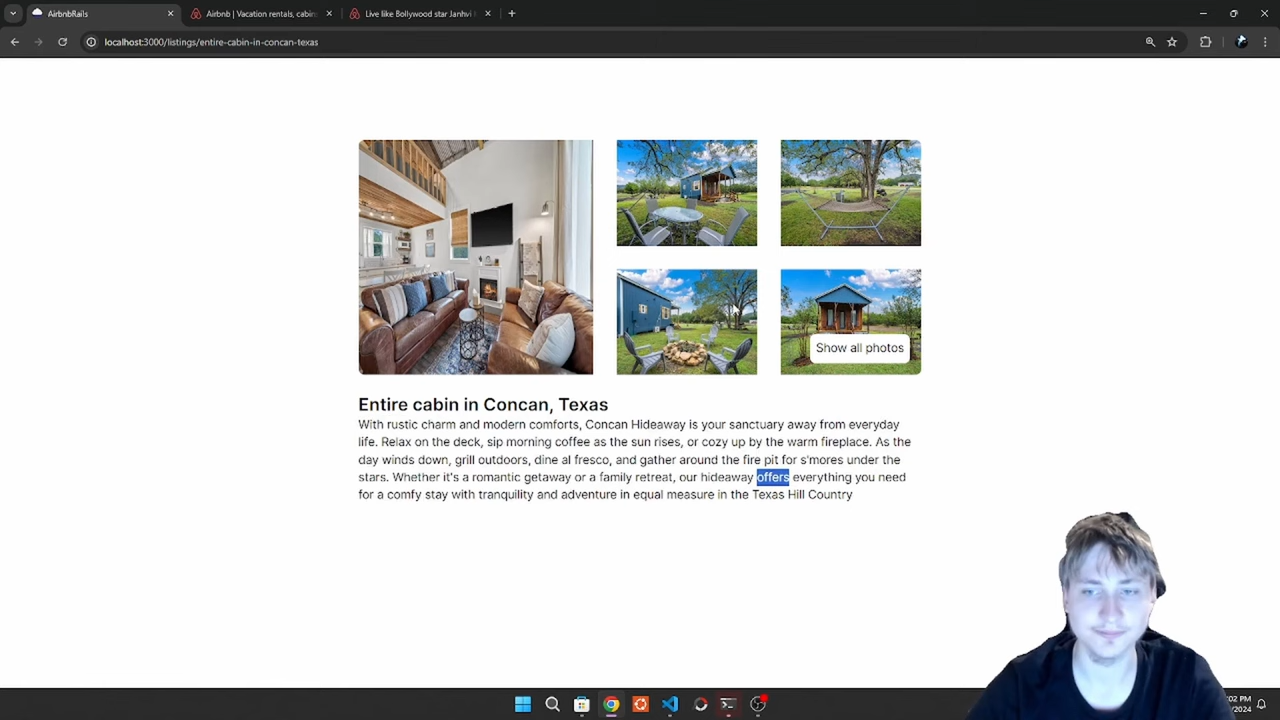 AirbnbRails
Airbnb | Vacation rentals, cabins
Live like Bollywood star Janhvi
localhost:3000/listings/entire-cabin-in-concan-texas
Show all photos
Entire cabin in Concan, Texas
With rustic charm and modern comforts, Concan Hideaway is your sanctuary away from everyday
life. Relax on the deck, sip morning coffee as the sun rises, or cozy up by the warm fireplace. As the
day winds down, grill outdoors, dine al fresco, and gather around the fire pit for s'mores under the
stars. Whether it's a romantic getaway or a family retreat, our hideaway offers everything you need
for a comfy stay with tranquility and adventure in equal measure in the Texas Hill Country
02 PM
/2024